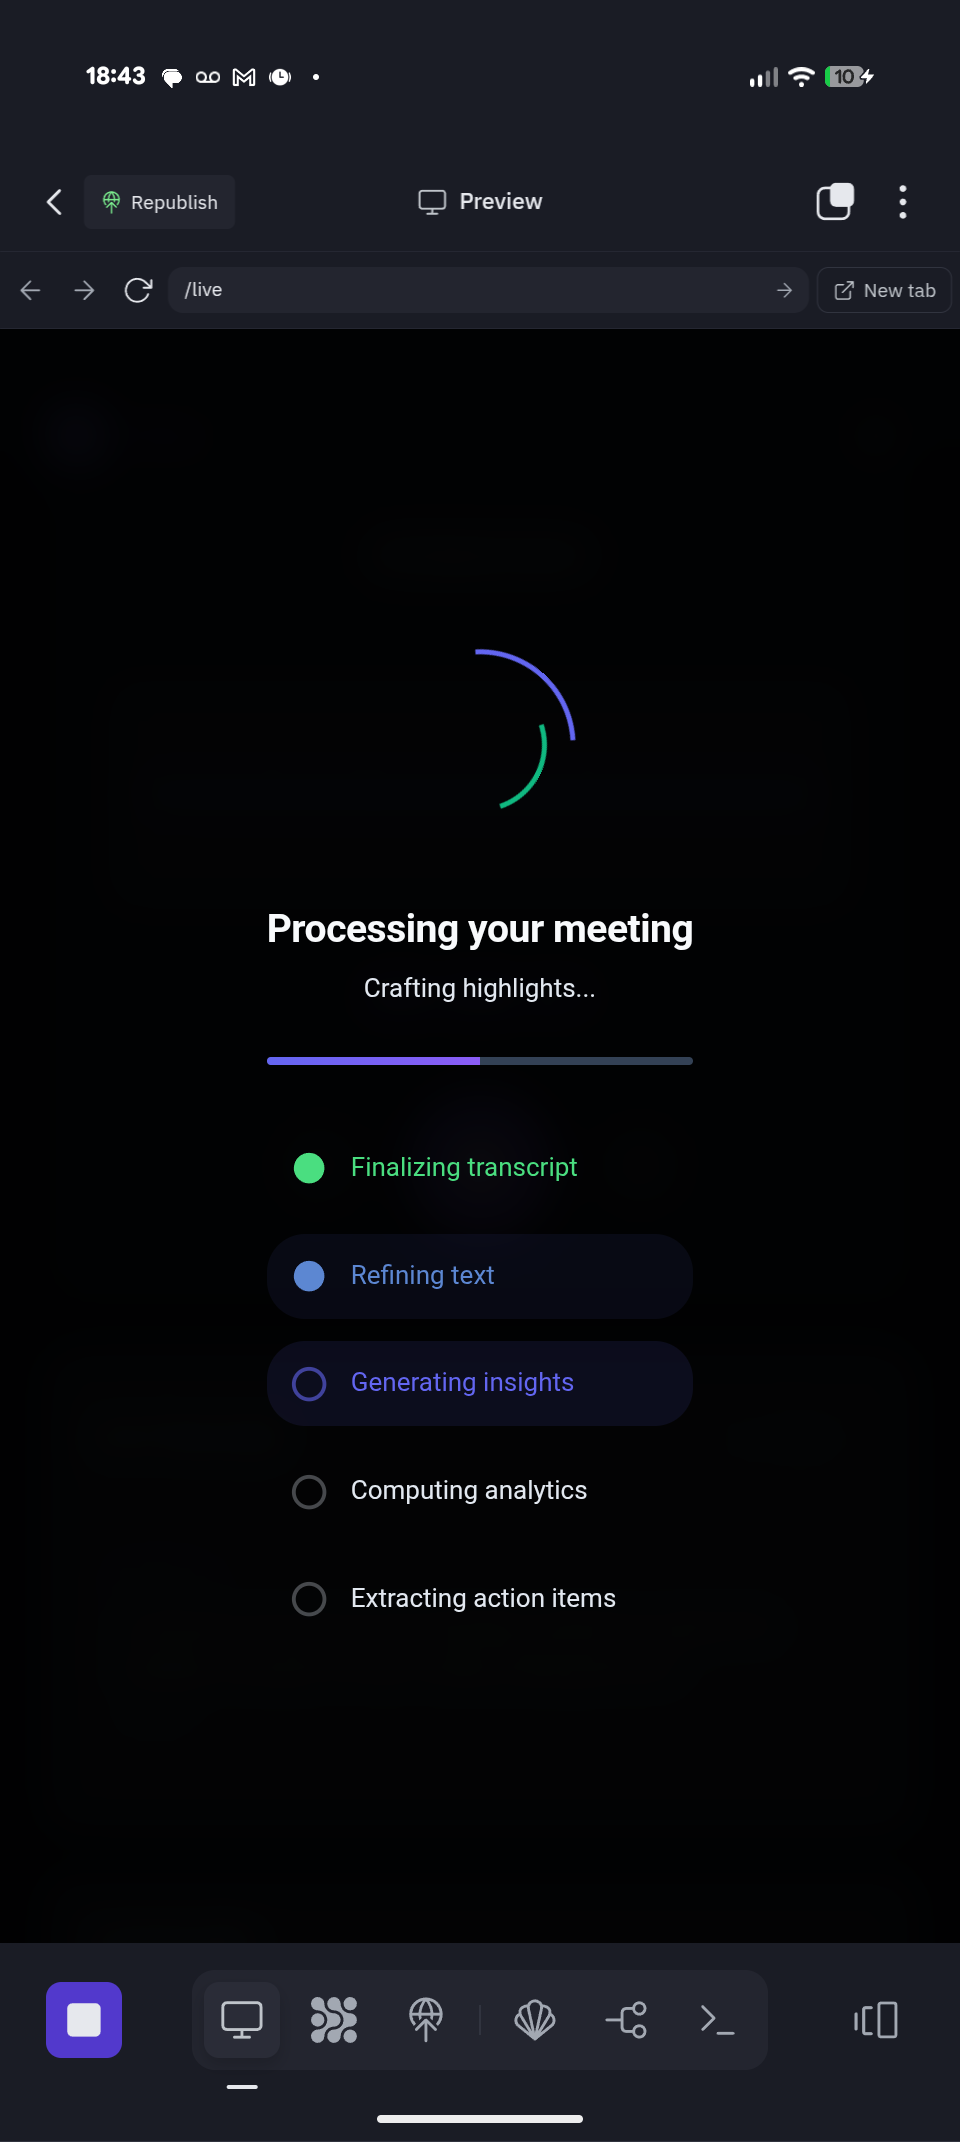 18:43
10
Republish
Preview
/live
New tab
Processing your meeting
Crafting highlights...
Finalizing transcript
Refining text
Generating insights
Computing analytics
Extracting action items